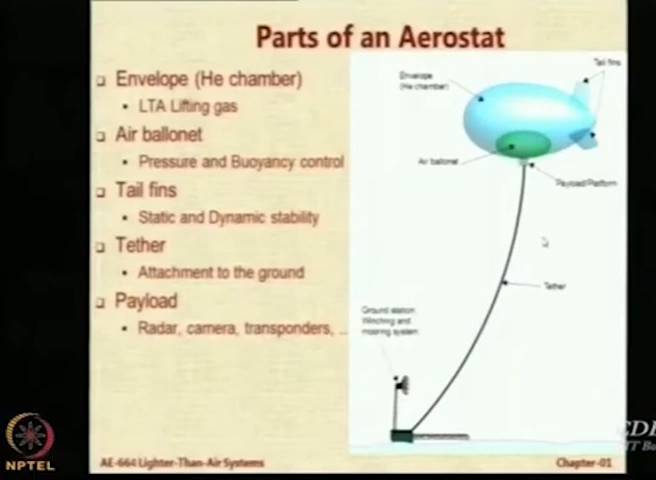 Parts of an Aerostat
Envelope (He chamber)
LTA Lifting gas
Air ballonet
Pressure and Buoyancy control
Tail fins
Static and Dynamic stability
Tether
Attachment to the ground
Payload
Radar, camera, transponders, ...
Tail fins
Envelope
(He chamber)
Air ballonet
Payload Platform
Tether
Ground station:
Winching and
mooring system
NPTEL
AE-664 Lighter-Than-Air Systems
Chapter-01